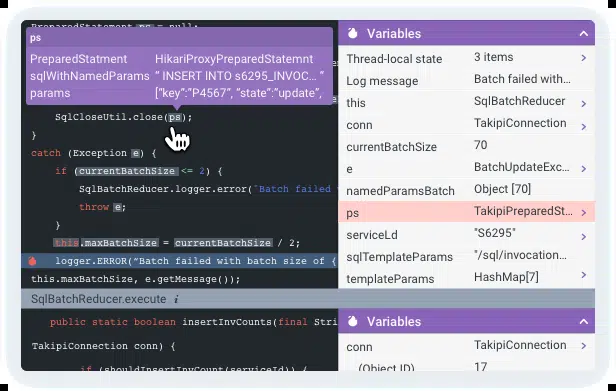 PreparedStatement ps = null;
ps
PreparedStatment HikariProxyPreparedStatemnt
sqlWithNamedParams " INSERT INTO s6295_INVOC... "
params ["key":"P4567", "state":"update",
SqlCloseUtil.close(ps);
}
catch (Exception e) {
if (currentBatchSize <= 2) {
SqlBatchReducer.logger.error(¨Batch failed
throw e;
}
this.maxBatchSize = currentBatchSize / 2;
logger.ERROR("Batch failed with batch size of {
this.maxBatchSize, e.getMessage());
SqlBatchReducer.execute i
public static boolean insertInvCounts(final Stri
TakipiConnection conn) {
if (shouldInsertInvCount(serviceId)) {
Variables
Thread-local state 3 items
Log message Batch failed with...
this SqlBatchReducer
conn TakipiConnection
currentBatchSize 70
e BatchUpdateExc...
namedParamsBatch Object [70]
ps TakipiPreparedSt...
serviceId "S6295"
sqlTemplateParams "/sql/invocation...
templateParams HashMap[7]
Variables
conn TakipiConnection
(Object ID) 17